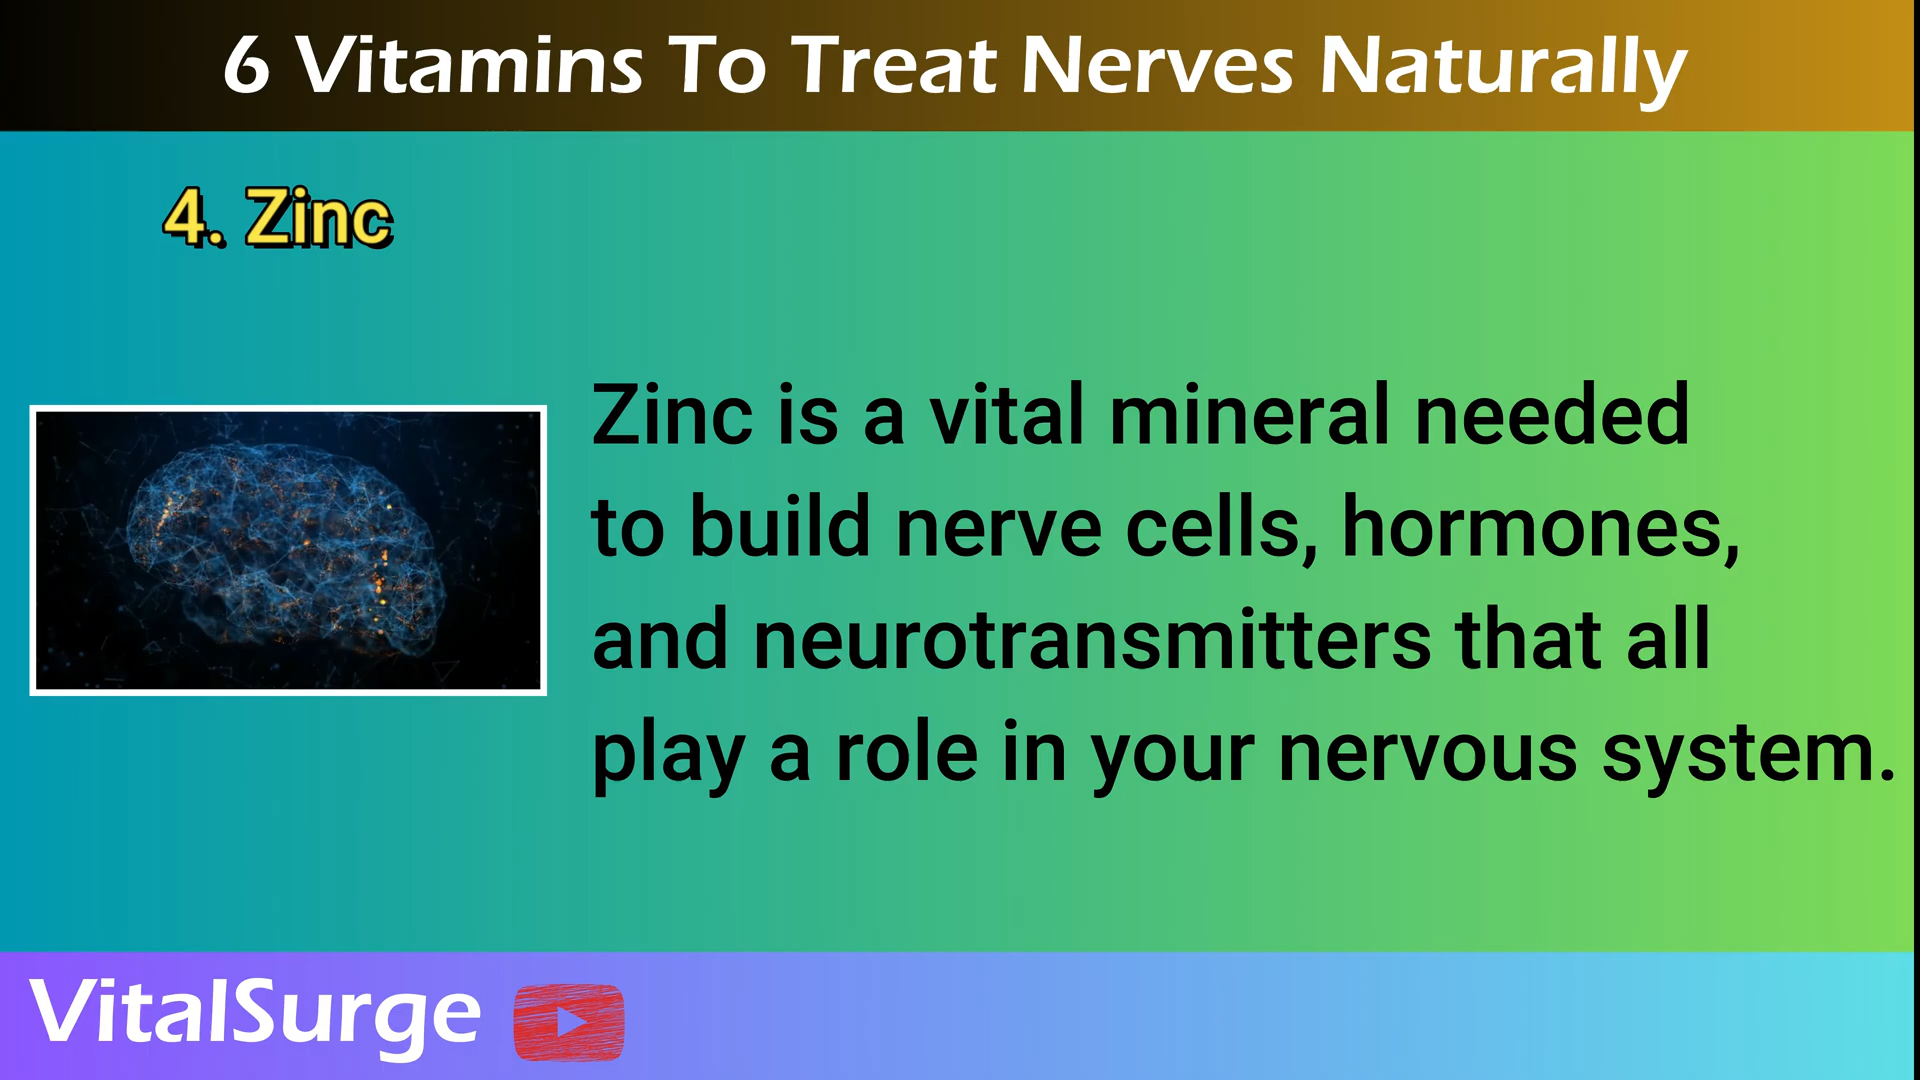 6 Vitamins To Treat Nerves Naturally
4. Zinc
Zinc is a vital mineral needed
to build nerve cells, hormones,
and neurotransmitters that all
play a role in your nervous system.
VitalSurge